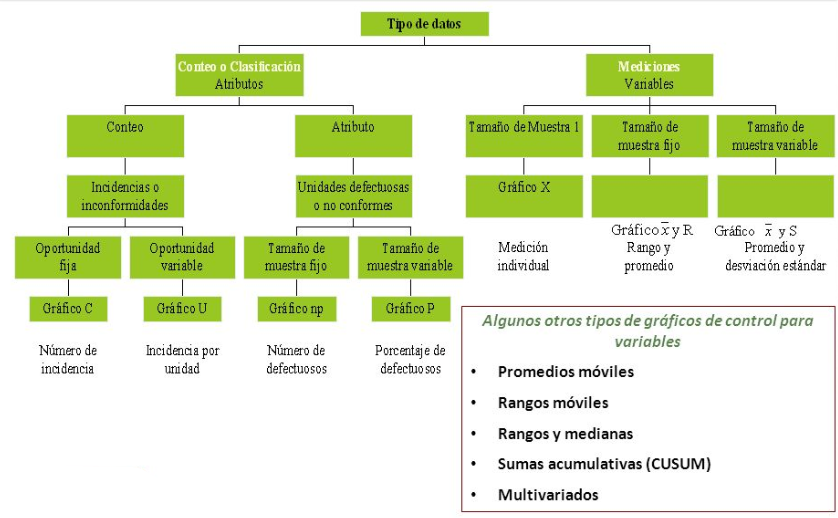 Tipo de datos
Conteo o Clasificación
Atributos
Mediciones
Variables
Conteo
Atributo
Tamaño de Muestra 1
Tamaño de
muestra fijo
Tamaño de
muestra variable
Incidencias o
inconformidades
Unidades defectuosas
o no conformes
Gráfico X
Medición
individual
Gráfico x̅ y R
Rango y
promedio
Gráfico x̅ y S
Promedio y
desviación estándar
Oportunidad
fija
Oportunidad
variable
Tamaño de
muestra fijo
Tamaño de
muestra variable
Gráfico C
Gráfico U
Gráfico np
Gráfico P
Número de
incidencia
Incidencia por
unidad
Número de
defectuosos
Porcentaje de
defectuosos
Algunos otros tipos de gráficos de control para
variables
• Promedios móviles
• Rangos móviles
• Rangos y medianas
• Sumas acumulativas (CUSUM)
• Multivariados